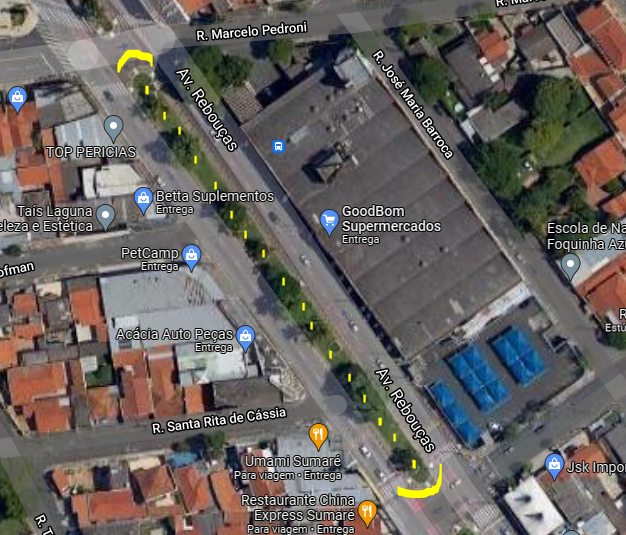 R. Marcelo Pedroni
Av. Rebouças
R. José Maria Barroca
TOP PERICIAS
Betta Suplementos
Entrega
Taís Laguna
eleza e Estética
GoodBom
Supermercados
Entrega
Escola de Na
Foquinha Azu
PetCamp
Entrega
ofman
Acácia Auto Peças
Entrega
Av. Rebouças
R. Santa Rita de Cássia
Umami Sumaré
Para viagem • Entrega
Jsk Impor
Restaurante China
Express Sumaré
Para viagem • Entrega